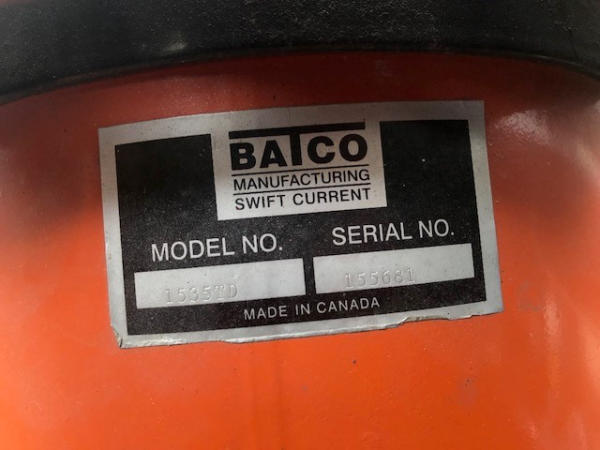 BATCO
MANUFACTURING
SWIFT CURRENT
MODEL NO. SERIAL NO.
1535TD 155681
MADE IN CANADA